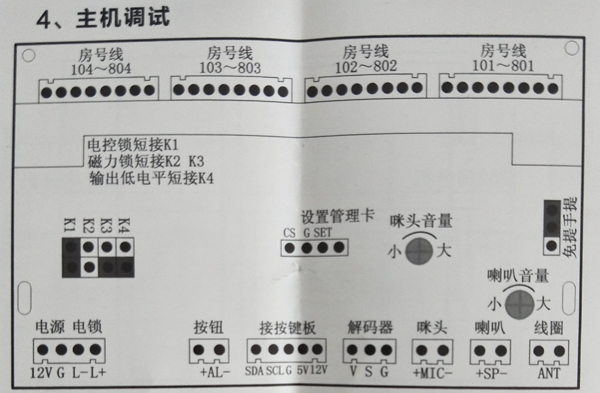 4、主机调试
房号线 房号线 房号线 房号线
104～804 103～803 102～802 101～801
电控锁短接K1
磁力锁短接K2 K3
输出低电平短接K4
K1 K2 K3 K4
设置管理卡
CS G SET
咪头音量
小 大
免提手提
喇叭音量
小 大
电源 电锁 按钮 接按键板 解码器 咪头 喇叭 线圈
12V G L- L+ +AL- SDA SCL G 5V 12V V S G +MIC- +SP- ANT